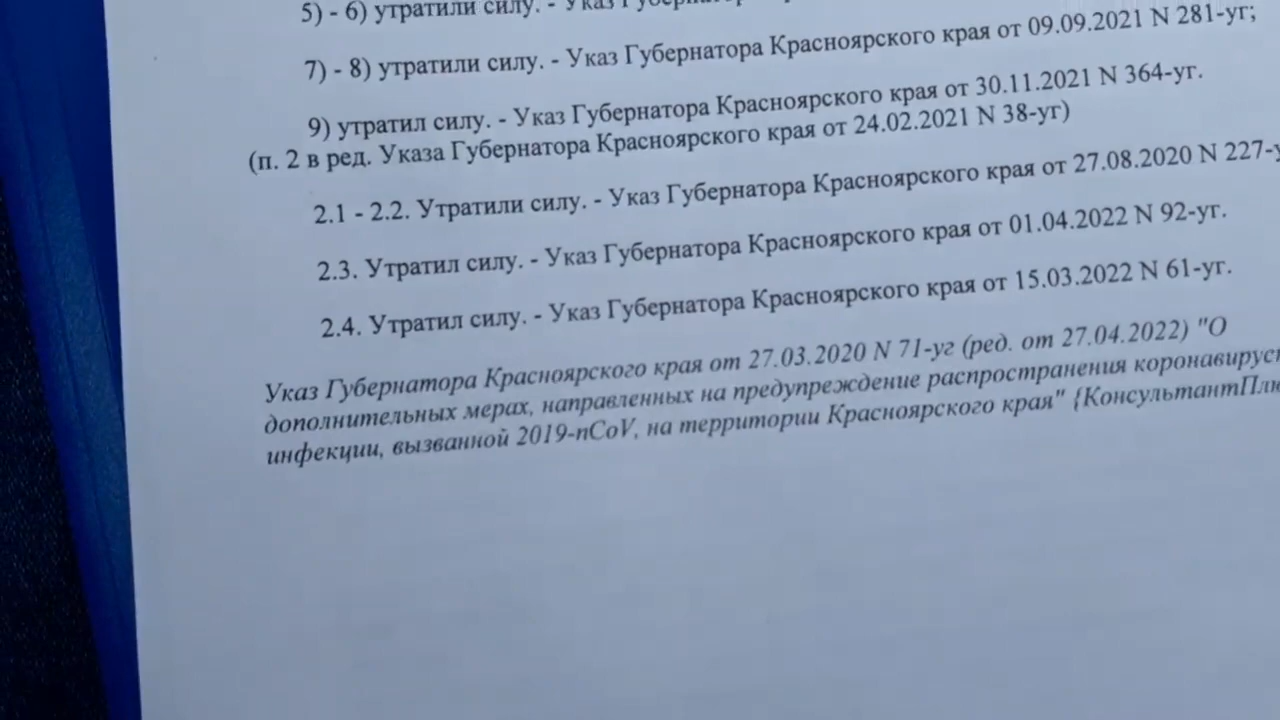 5) - 6) утратили силу. - Указ
7) - 8) утратили силу. - Указ Губернатора Красноярского края от 09.09.2021 N 281-уг;
9) утратил силу. - Указ Губернатора Красноярского края от 30.11.2021 N 364-уг.
(п. 2 в ред. Указа Губернатора Красноярского края от 24.02.2021 N 38-уг)
2.1 - 2.2. Утратили силу. - Указ Губернатора Красноярского края от 27.08.2020 N 227-у
2.3. Утратил силу. - Указ Губернатора Красноярского края от 01.04.2022 N 92-уг.
2.4. Утратил силу. - Указ Губернатора Красноярского края от 15.03.2022 N 61-уг.
Указ Губернатора Красноярского края от 27.03.2020 N 71-уг (ред. от 27.04.2022) "О
дополнительных мерах, направленных на предупреждение распространения коронавирусн
инфекции, вызванной 2019-nCoV, на территории Красноярского края" {КонсультантПлю